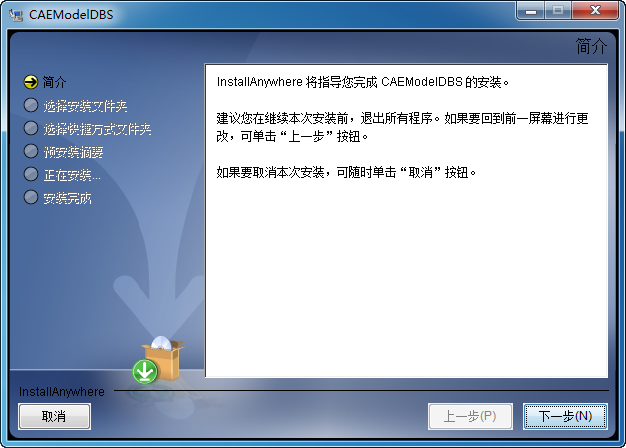 CAEModelDBS
简介
简介
选择安装文件夹
选择快捷方式文件夹
预安装摘要
正在安装...
安装完成
InstallAnywhere 将指导您完成 CAEModelDBS 的安装。
建议您在继续本次安装前，退出所有程序。如果要回到前一屏幕进行更
改，可单击“上一步”按钮。
如果要取消本次安装，可随时单击“取消”按钮。
InstallAnywhere
取消
上一步(P)
下一步(N)